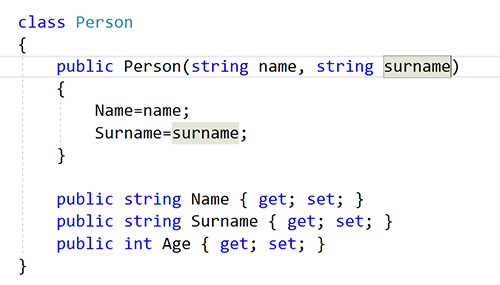 class Person
{
    public Person(string name, string surname)
    {
        Name=name;
        Surname=surname;
    }

    public string Name { get; set; }
    public string Surname { get; set; }
    public int Age { get; set; }
}